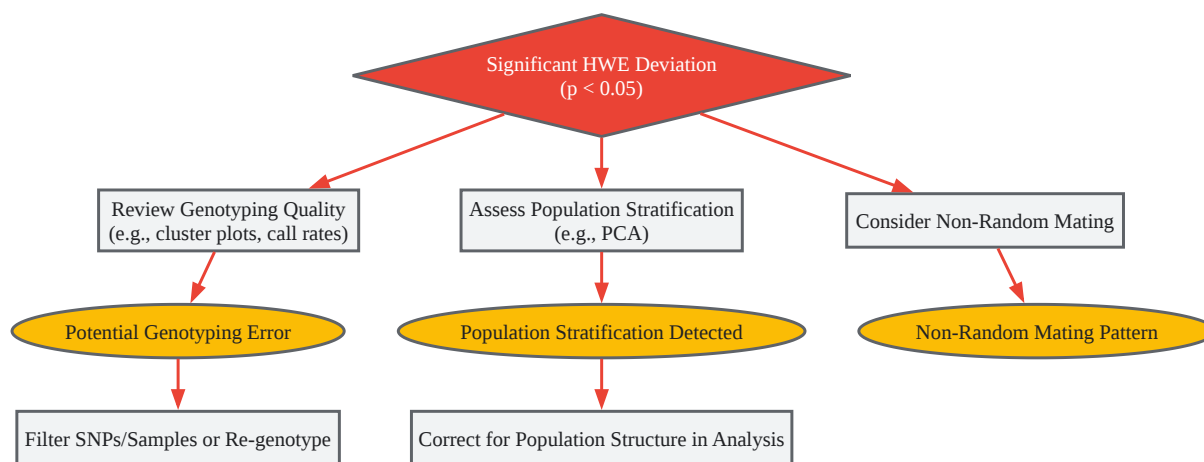 Significant HWE Deviation
(p < 0.05)
Review Genotyping Quality
(e.g., cluster plots, call rates)
Assess Population Stratification
(e.g., PCA)
Consider Non-Random Mating
Potential Genotyping Error
Population Stratification Detected
Non-Random Mating Pattern
Filter SNPs/Samples or Re-genotype
Correct for Population Structure in Analysis